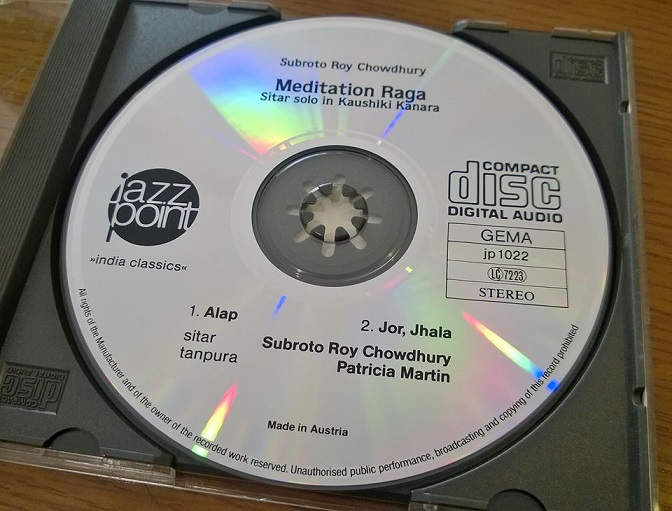 Subroto Roy Chowdhury
Meditation Raga
Sitar solo in Kaushiki Kanara
jazz
point
»india classics«
COMPACT
disc
DIGITAL AUDIO
GEMA
jp 1022
LC 7223
STEREO
1. Alap
2. Jor, Jhala
sitar
Subroto Roy Chowdhury
tanpura
Patricia Martin
Made in Austria
All rights of the Manufacturer and of the owner of the recorded work reserved. Unauthorised public performance, broadcasting and copying of this record prohibited